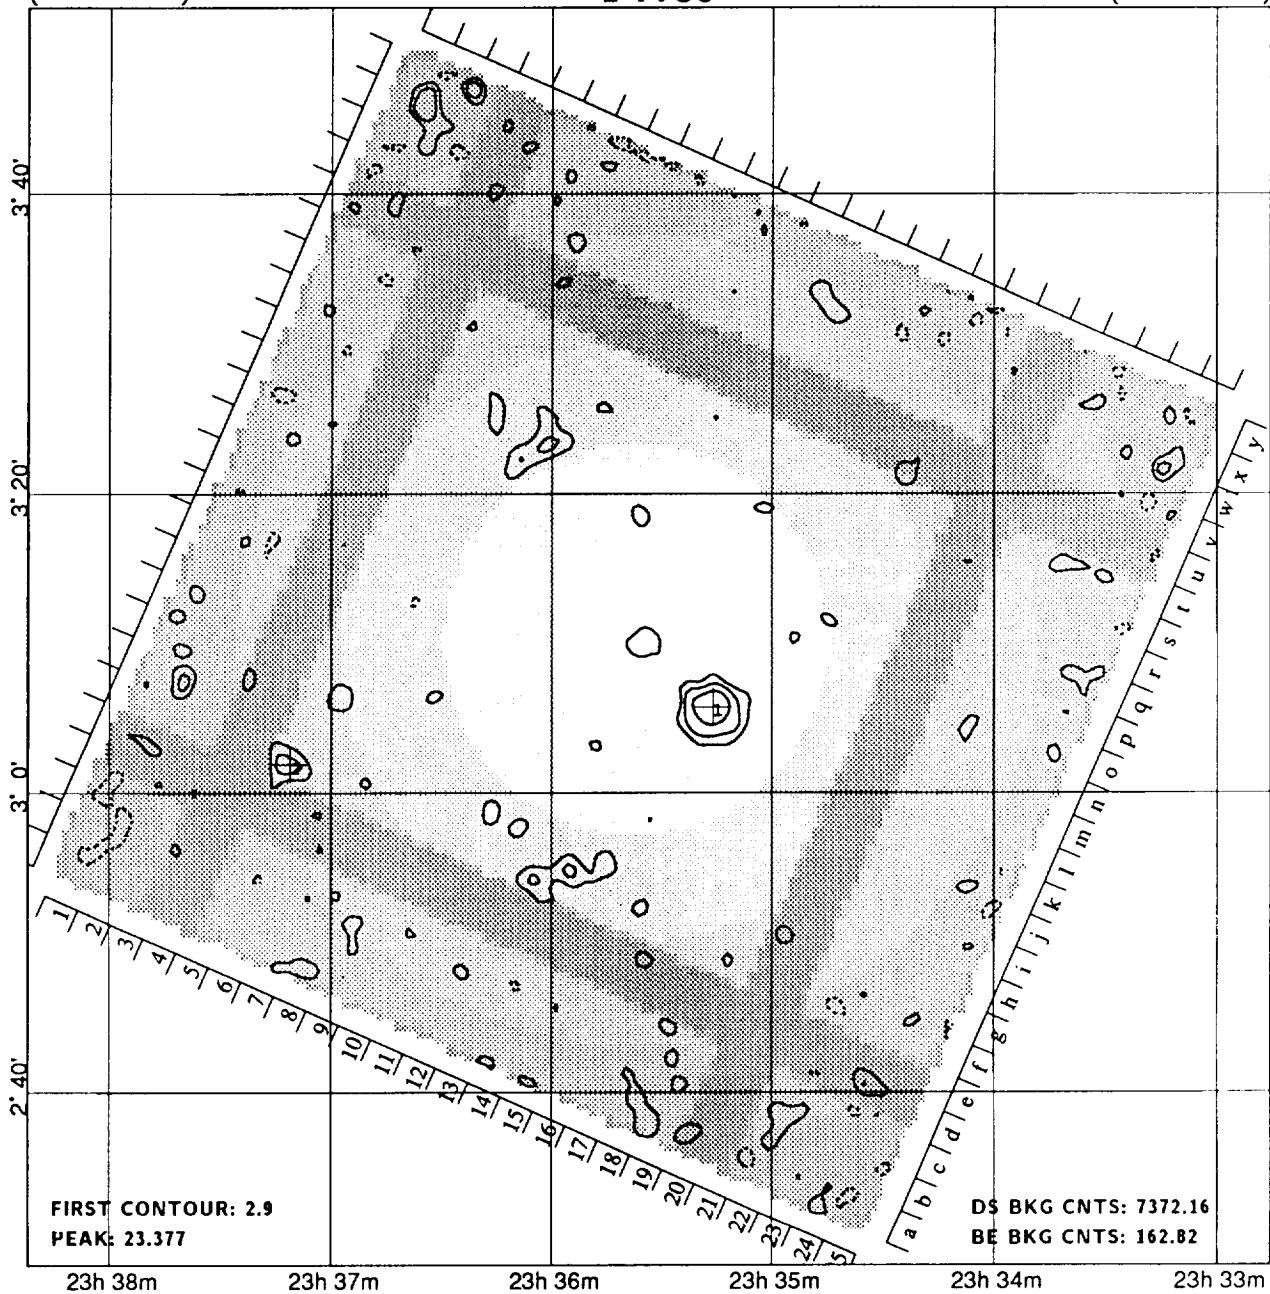 3° 40'
3° 20'
3° 0'
2° 40'
1 2 3 4 5 6 7 8 9 10 11 12 13 14 15 16 17 18 19 20 21 22 23 24
a b c d e f g h i j k l m n o p q r s t u v w x y
FIRST CONTOUR: 2.9
PEAK: 23.377
DS BKG CNTS: 7372.16
BE BKG CNTS: 162.82
23h 38m 23h 37m 23h 36m 23h 35m 23h 34m 23h 33m